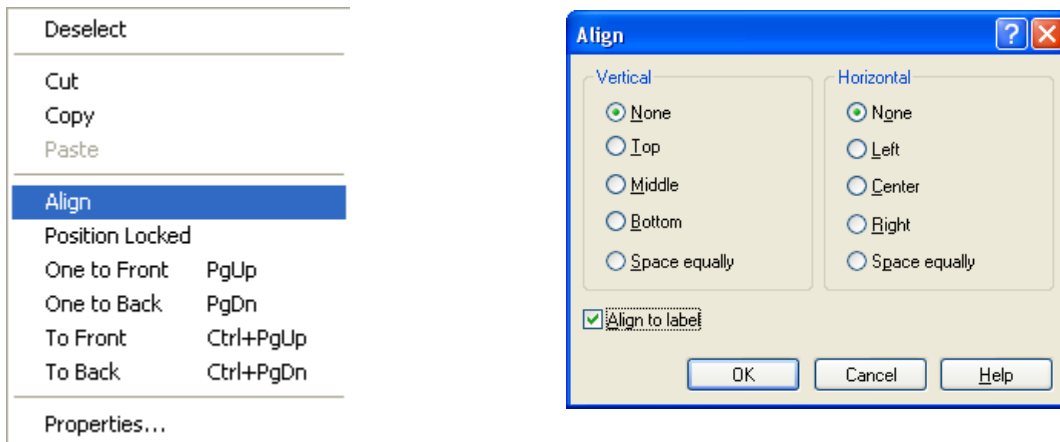 Deselect
Cut
Copy
Paste
Align
Position Locked
One to Front PgUp
One to Back PgDn
To Front Ctrl+PgUp
To Back Ctrl+PgDn
Properties...
Align
Vertical
None
Top
Middle
Bottom
Space equally
Horizontal
None
Left
Center
Right
Space equally
Align to label
OK Cancel Help